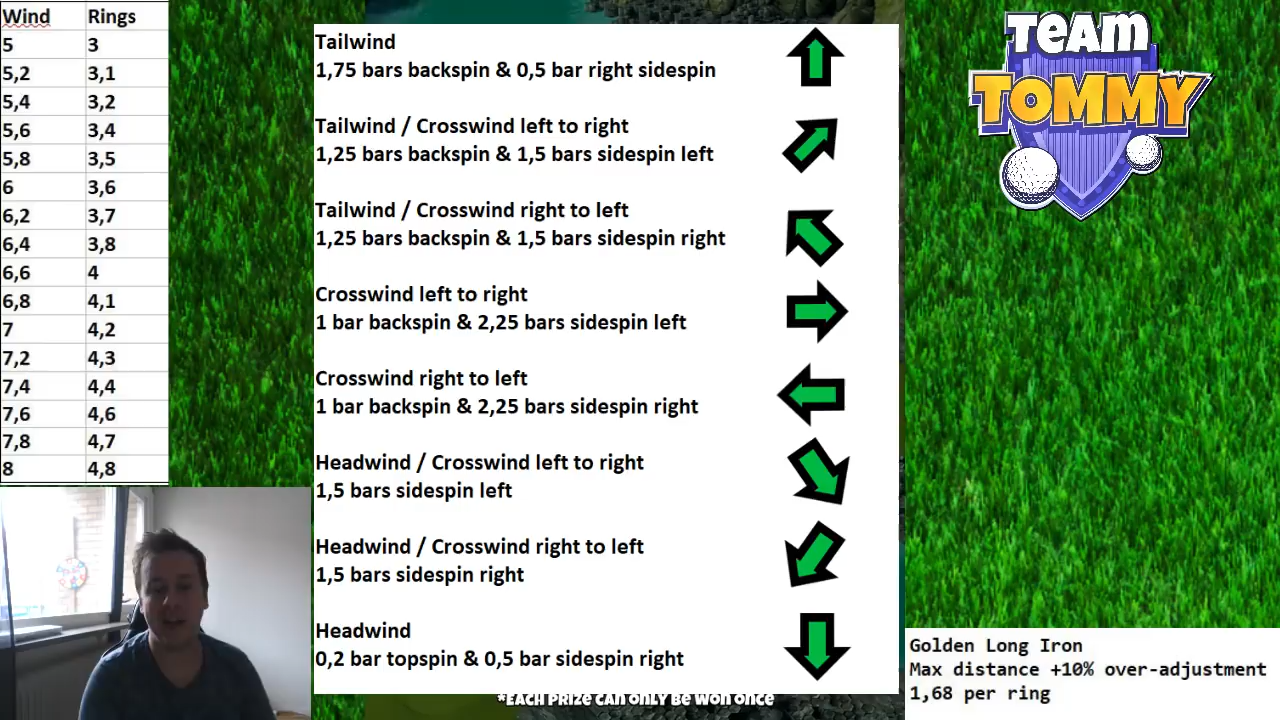 Wind Rings
5 3
5,2 3,1
5,4 3,2
5,6 3,4
5,8 3,5
6 3,6
6,2 3,7
6,4 3,8
6,6 4
6,8 4,1
7 4,2
7,2 4,3
7,4 4,4
7,6 4,6
7,8 4,7
8 4,8
Tailwind
1,75 bars backspin & 0,5 bar right sidespin
Tailwind / Crosswind left to right
1,25 bars backspin & 1,5 bars sidespin left
Tailwind / Crosswind right to left
1,25 bars backspin & 1,5 bars sidespin right
Crosswind left to right
1 bar backspin & 2,25 bars sidespin left
Crosswind right to left
1 bar backspin & 2,25 bars sidespin right
Headwind / Crosswind left to right
1,5 bars sidespin left
Headwind / Crosswind right to left
1,5 bars sidespin right
Headwind
0,2 bar topspin & 0,5 bar sidespin right
*EACH PRIZE CAN ONLY BE WON ONCE
TEAM
TOMMY
Golden Long Iron
Max distance +10% over-adjustment
1,68 per ring